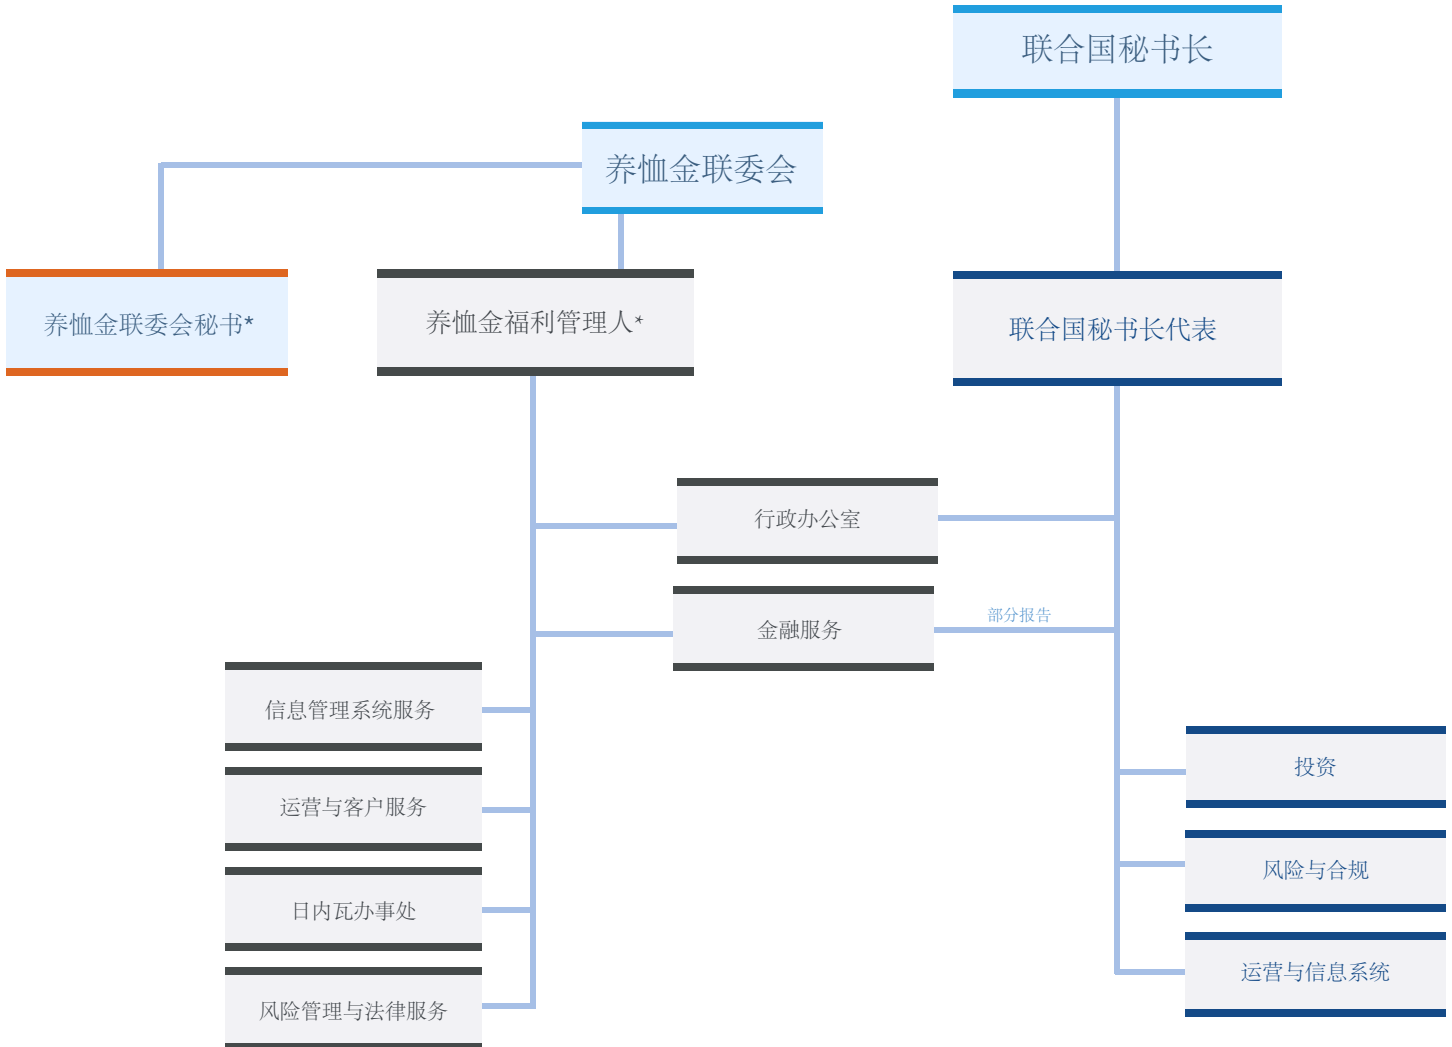 联合国秘书长
养恤金联委会
养恤金联委会秘书*
养恤金福利管理人*
联合国秘书长代表
行政办公室
部分报告
金融服务
信息管理系统服务
运营与客户服务
日内瓦办事处
风险管理与法律服务
投资
风险与合规
运营与信息系统